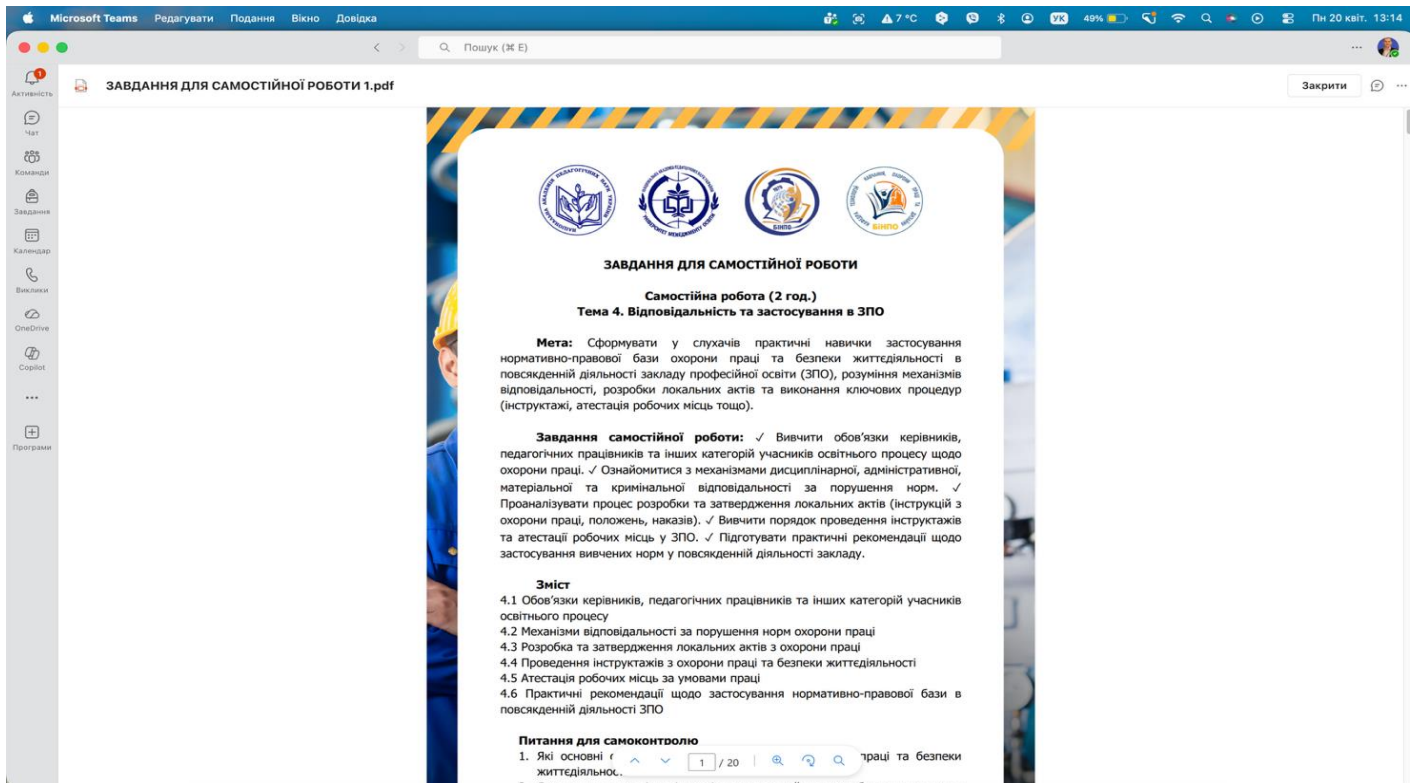 Microsoft Teams Редагувати Подання Вікно Довідка 7 °C УК 49% Пн 20 квіт. 13:14
Пошук (⌘ E)
Активність
Чат
Команди
Завдання
Календар
Виклики
OneDrive
Copilot
Програми
ЗАВДАННЯ ДЛЯ САМОСТІЙНОЇ РОБОТИ 1.pdf
Закрити
БІНПО
БІНПО
ЗАВДАННЯ ДЛЯ САМОСТІЙНОЇ РОБОТИ
Самостійна робота (2 год.)
Тема 4. Відповідальність та застосування в ЗПО
Мета: Сформувати у слухачів практичні навички застосування
нормативно-правової бази охорони праці та безпеки життєдіяльності в
повсякденній діяльності закладу професійної освіти (ЗПО), розуміння механізмів
відповідальності, розробки локальних актів та виконання ключових процедур
(інструктажі, атестація робочих місць тощо).
Завдання самостійної роботи: ✓ Вивчити обов’язки керівників,
педагогічних працівників та інших категорій учасників освітнього процесу щодо
охорони праці. ✓ Ознайомитися з механізмами дисциплінарної, адміністративної,
матеріальної та кримінальної відповідальності за порушення норм. ✓
Проаналізувати процес розробки та затвердження локальних актів (інструкцій з
охорони праці, положень, наказів). ✓ Вивчити порядок проведення інструктажів
та атестації робочих місць у ЗПО. ✓ Підготувати практичні рекомендації щодо
застосування вивчених норм у повсякденній діяльності закладу.
Зміст
4.1 Обов’язки керівників, педагогічних працівників та інших категорій учасників
освітнього процесу
4.2 Механізми відповідальності за порушення норм охорони праці
4.3 Розробка та затвердження локальних актів з охорони праці
4.4 Проведення інструктажів з охорони праці та безпеки життєдіяльності
4.5 Атестація робочих місць за умовами праці
4.6 Практичні рекомендації щодо застосування нормативно-правової бази в
повсякденній діяльності ЗПО
Питання для самоконтролю
1. Які основні праці та безпеки
1 / 20